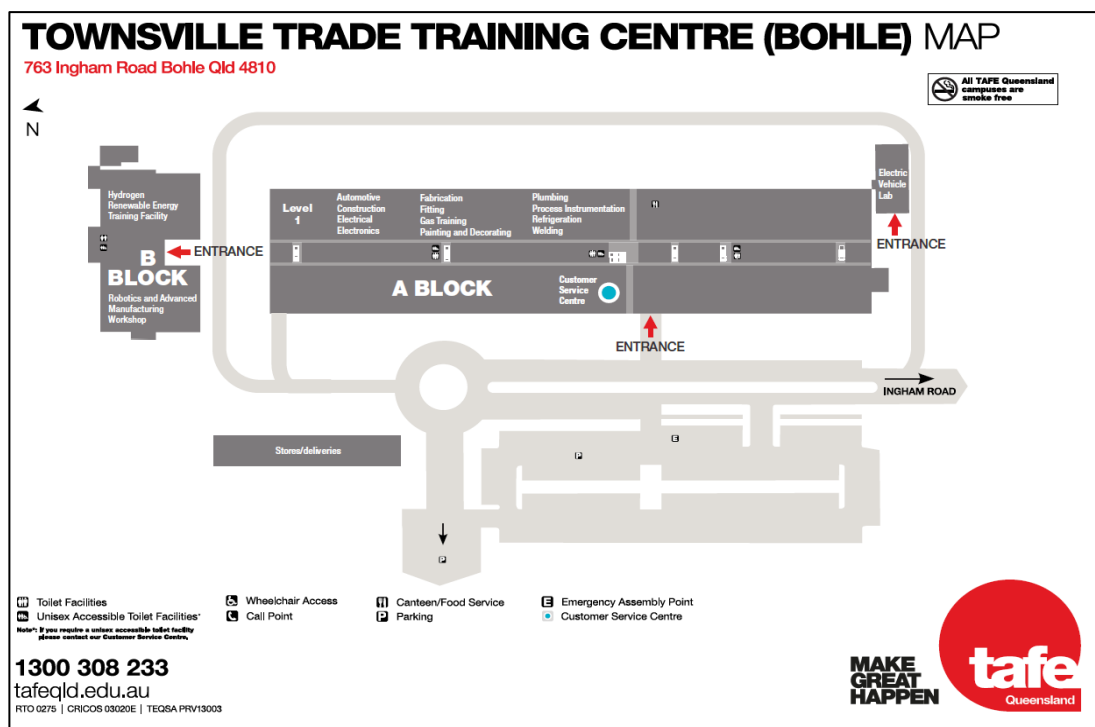 TOWNSVILLE TRADE TRAINING CENTRE (BOHLE) MAP
763 Ingham Road Bohle Qld 4810
All TAFE Queensland
campuses are
smoke free
N
Hydrogen
Renewable Energy
Training Facility
B
BLOCK
Robotics and Advanced
Manufacturing
Workshop
ENTRANCE
Level
1
Automotive
Construction
Electrical
Electronics
Fabrication
Fitting
Gas Training
Painting and Decorating
Plumbing
Process Instrumentation
Refrigeration
Welding
Electric
Vehicle
Lab
ENTRANCE
A BLOCK
Customer
Service
Centre
ENTRANCE
INGHAM ROAD
Stores/deliveries
E
P
P
Toilet Facilities
Unisex Accessible Toilet Facilities*
Note*: If you require a unisex accessible toilet facility
please contact our Customer Service Centre.
Wheelchair Access
Call Point
Canteen/Food Service
P Parking
E Emergency Assembly Point
Customer Service Centre
1300 308 233
tafeqld.edu.au
RTO 0275 | CRICOS 03020E | TEQSA PRV13003
MAKE
GREAT
HAPPEN
tafe
Queensland